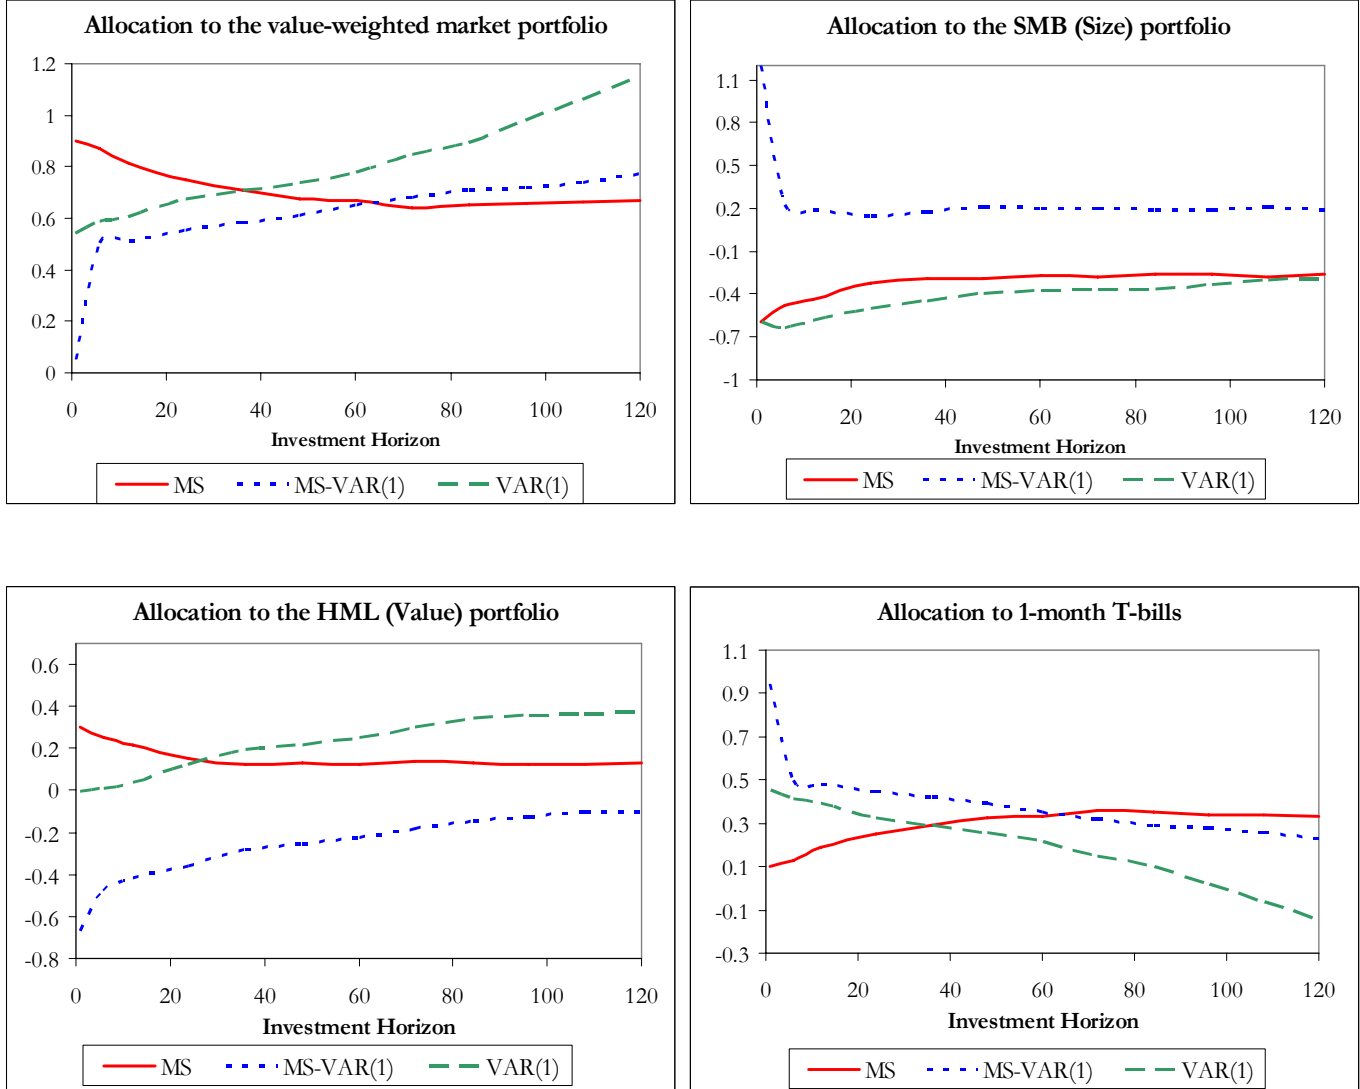 Allocation to the value-weighted market portfolio
1.2
1
0.8
0.6
0.4
0.2
0
0 20 40 60 80 100 120
Investment Horizon
MS MS-VAR(1) VAR(1)
Allocation to the SMB (Size) portfolio
1.1
0.8
0.5
0.2
-0.1
-0.4
-0.7
-1
0 20 40 60 80 100 120
Investment Horizon
MS MS-VAR(1) VAR(1)
Allocation to the HML (Value) portfolio
0.6
0.4
0.2
0
-0.2
-0.4
-0.6
-0.8
0 20 40 60 80 100 120
Investment Horizon
MS MS-VAR(1) VAR(1)
Allocation to 1-month T-bills
1.1
0.9
0.7
0.5
0.3
0.1
-0.1
-0.3
0 20 40 60 80 100 120
Investment Horizon
MS MS-VAR(1) VAR(1)